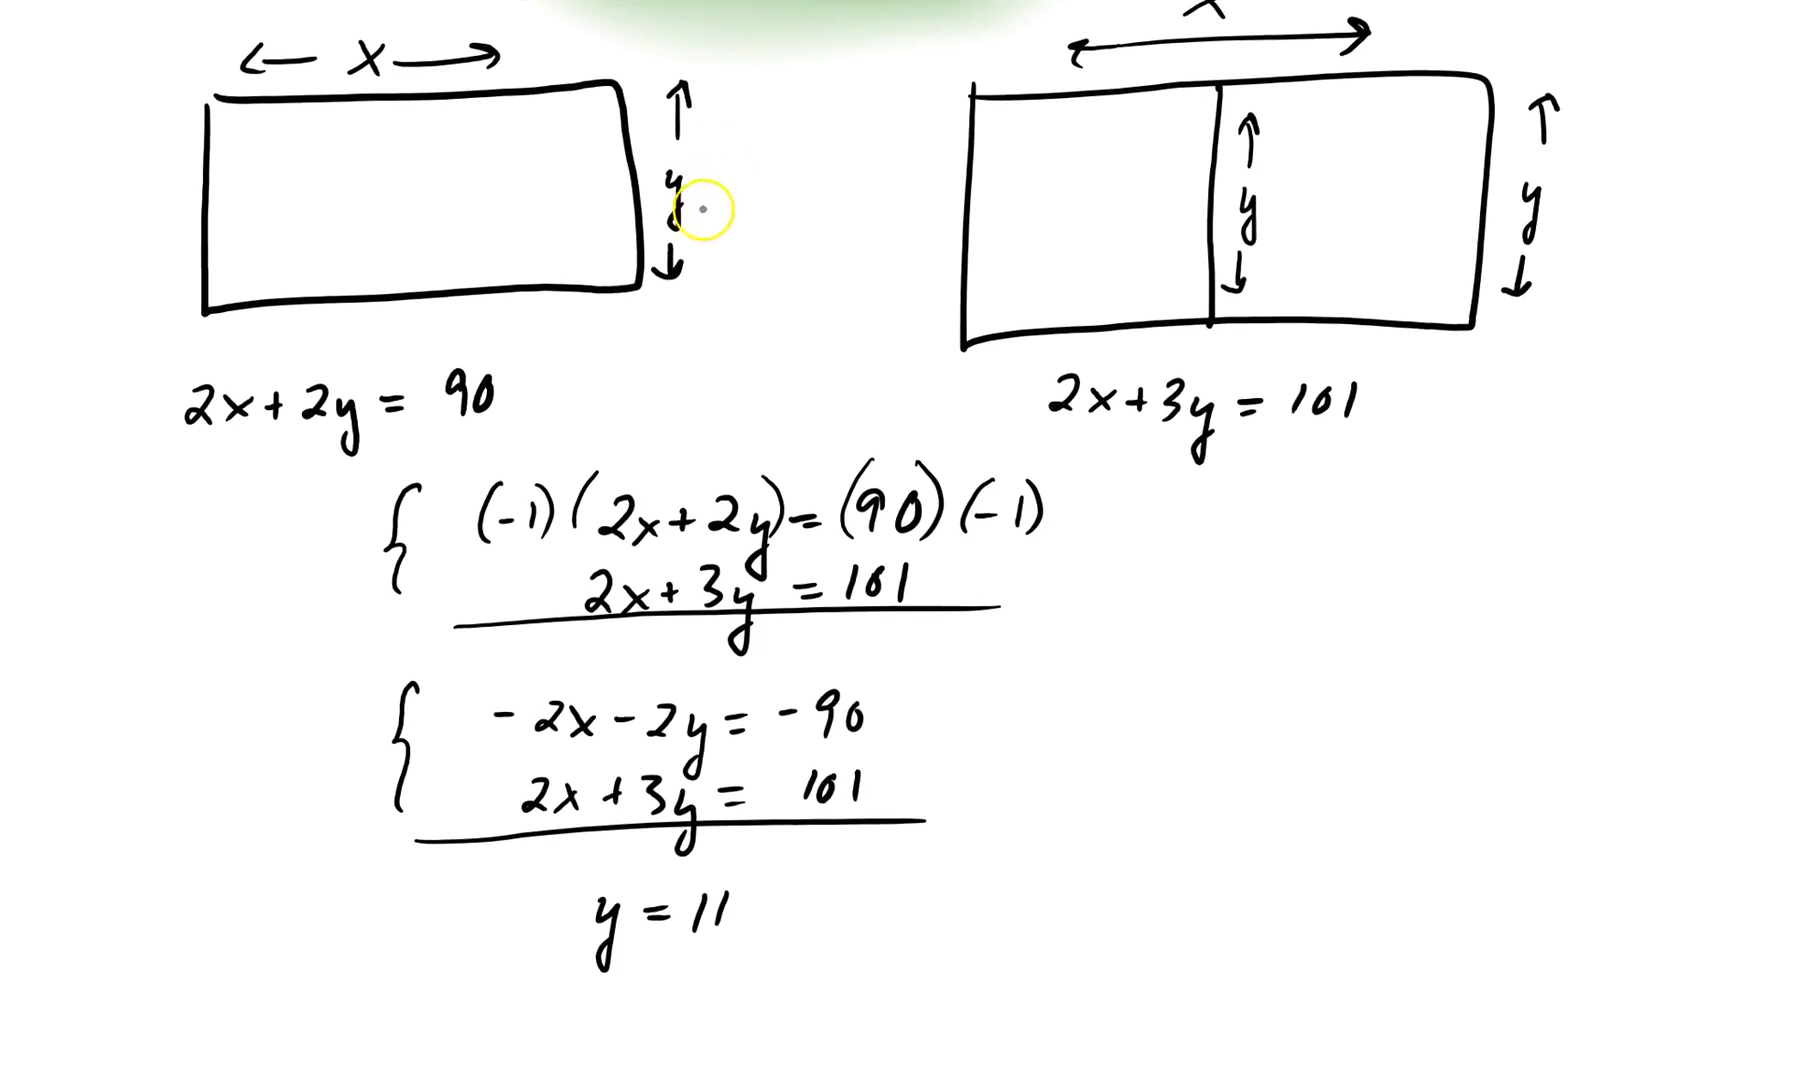 x
x
y
y
y
2x + 2y = 90
2x + 3y = 101
{ (-1)(2x + 2y) = (90)(-1)
2x + 3y = 101
{ -2x - 2y = -90
2x + 3y = 101
y = 11